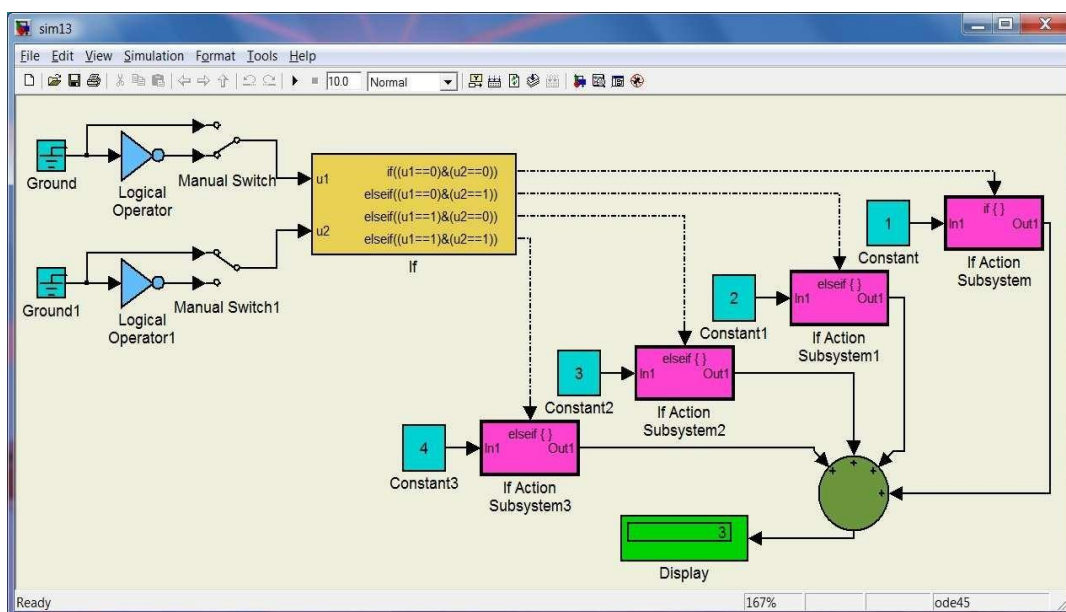 sim13
File Edit View Simulation Format Tools Help
10.0 Normal
Ground
Logical
Operator
Manual Switch
Ground1
Logical
Operator1
Manual Switch1
u1
u2
if((u1==0)&(u2==0))
elseif((u1==0)&(u2==1))
elseif((u1==1)&(u2==0))
elseif((u1==1)&(u2==1))
If
1
Constant
if { }
In1 Out1
If Action
Subsystem
2
Constant1
elseif { }
In1 Out1
If Action
Subsystem1
3
Constant2
elseif { }
In1 Out1
If Action
Subsystem2
4
Constant3
elseif { }
In1 Out1
If Action
Subsystem3
+ + + +
3
Display
Ready 167% ode45